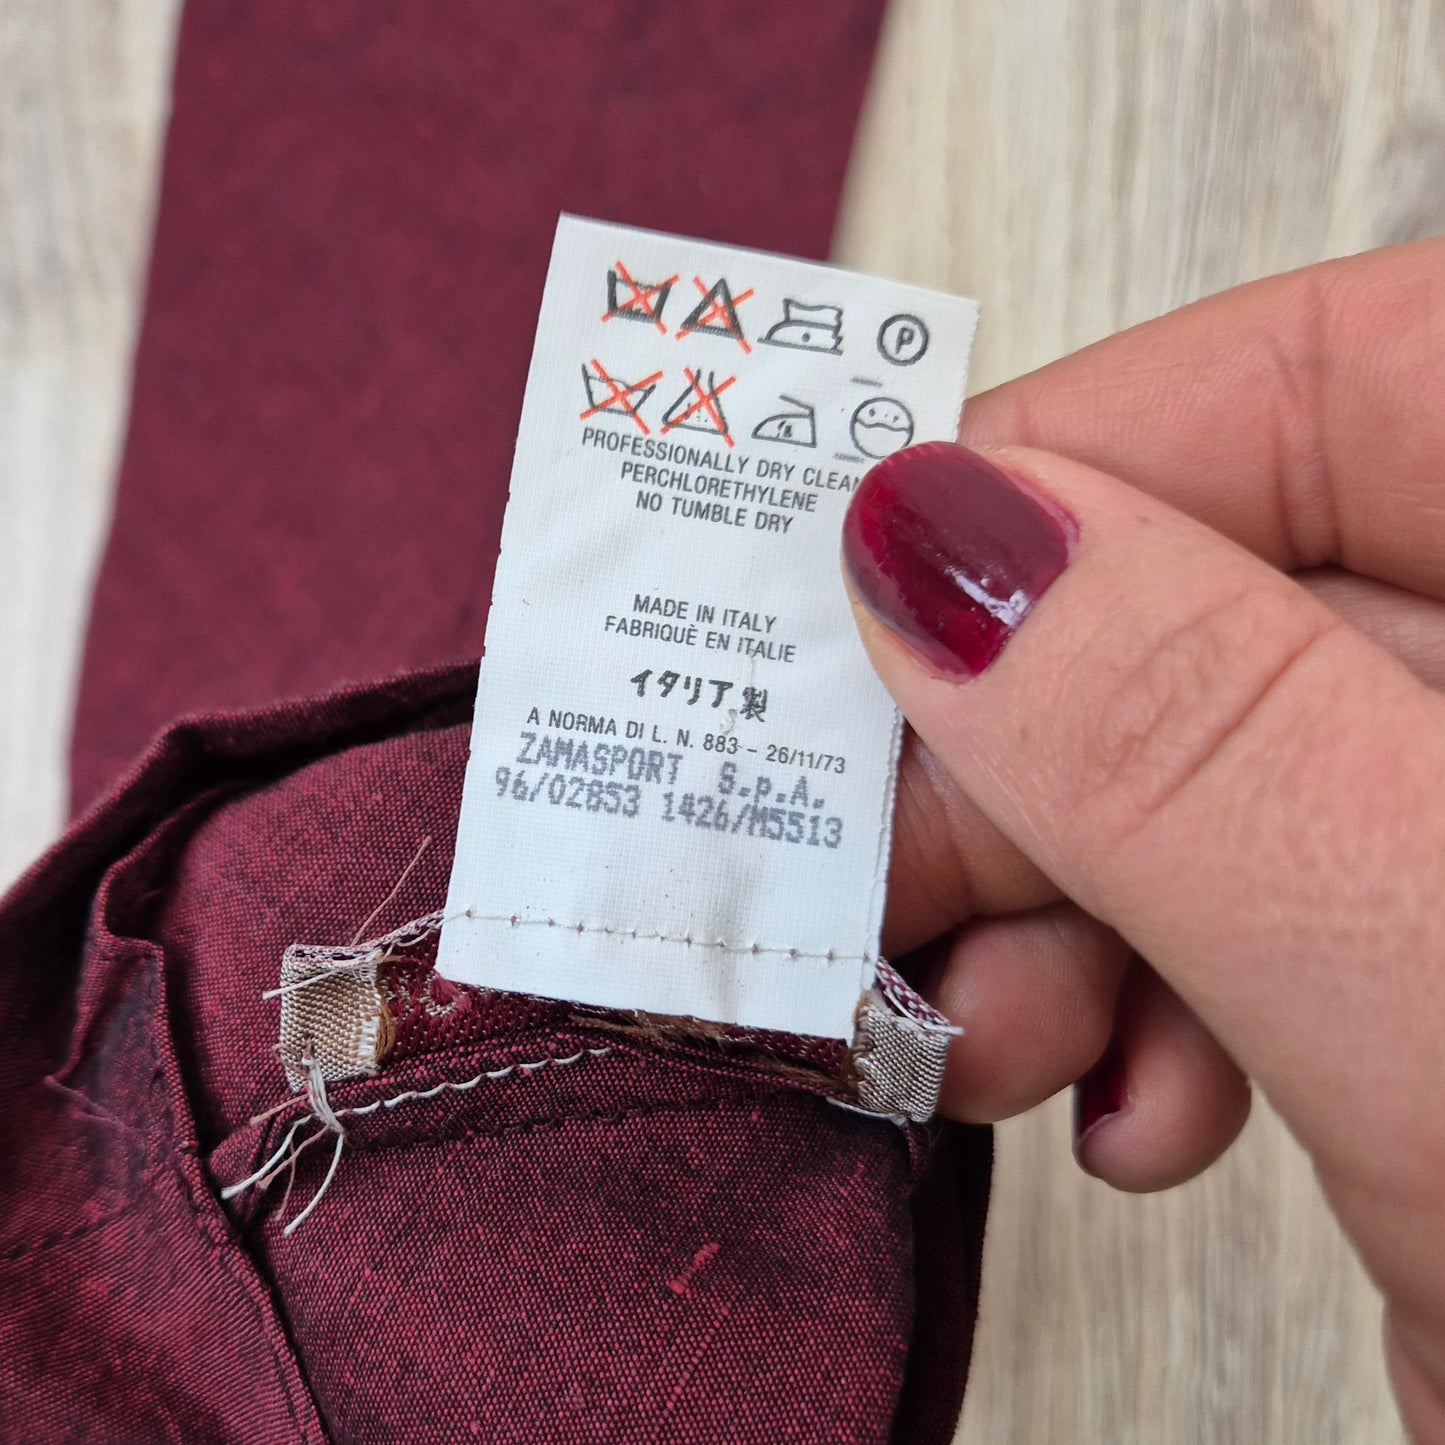 P
PROFESSIONALLY DRY CLEAN
PERCHLORETHYLENE
NO TUMBLE DRY
MADE IN ITALY
FABRIQUÈ EN ITALIE
イタリア製
A NORMA DI L. N. 883 - 26/11/73
ZAMASPORT S.p.A.
96/02853 1426/M5513